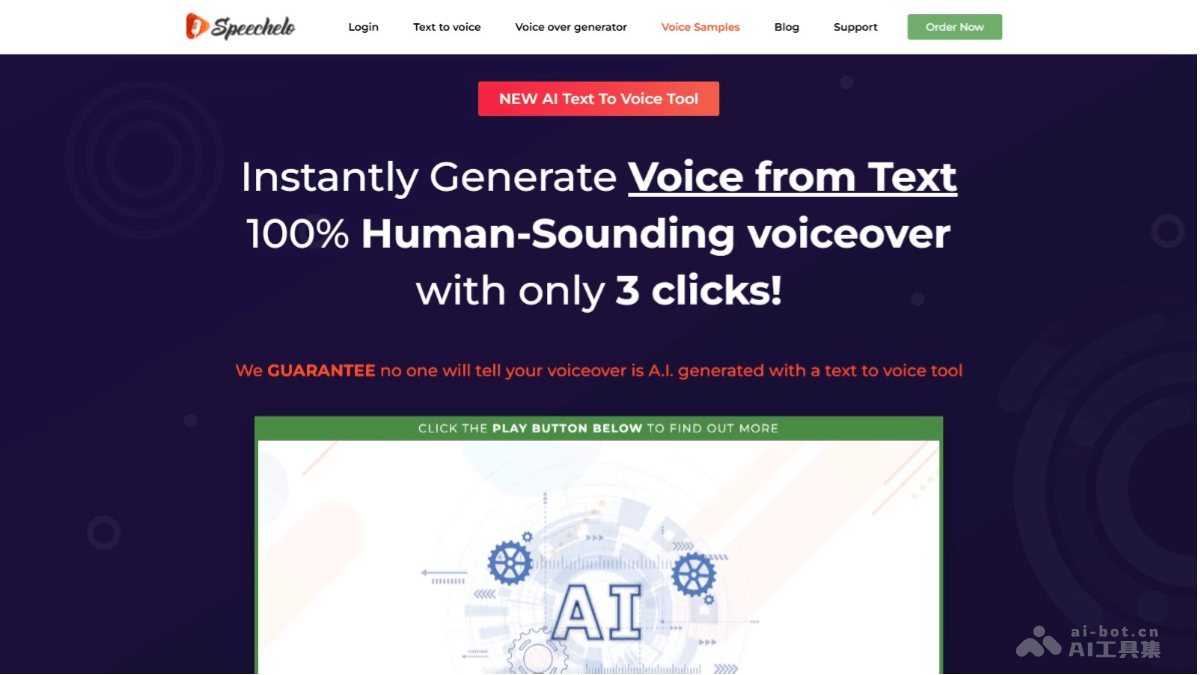 Speechelo
Login
Text to voice
Voice over generator
Voice Samples
Blog
Support
Order Now
NEW AI Text To Voice Tool
Instantly Generate Voice from Text
100% Human-Sounding voiceover
with only 3 clicks!
We GUARANTEE no one will tell your voiceover is A.I. generated with a text to voice tool
CLICK THE PLAY BUTTON BELOW TO FIND OUT MORE
AI
ai-bot.cn
AI工具集